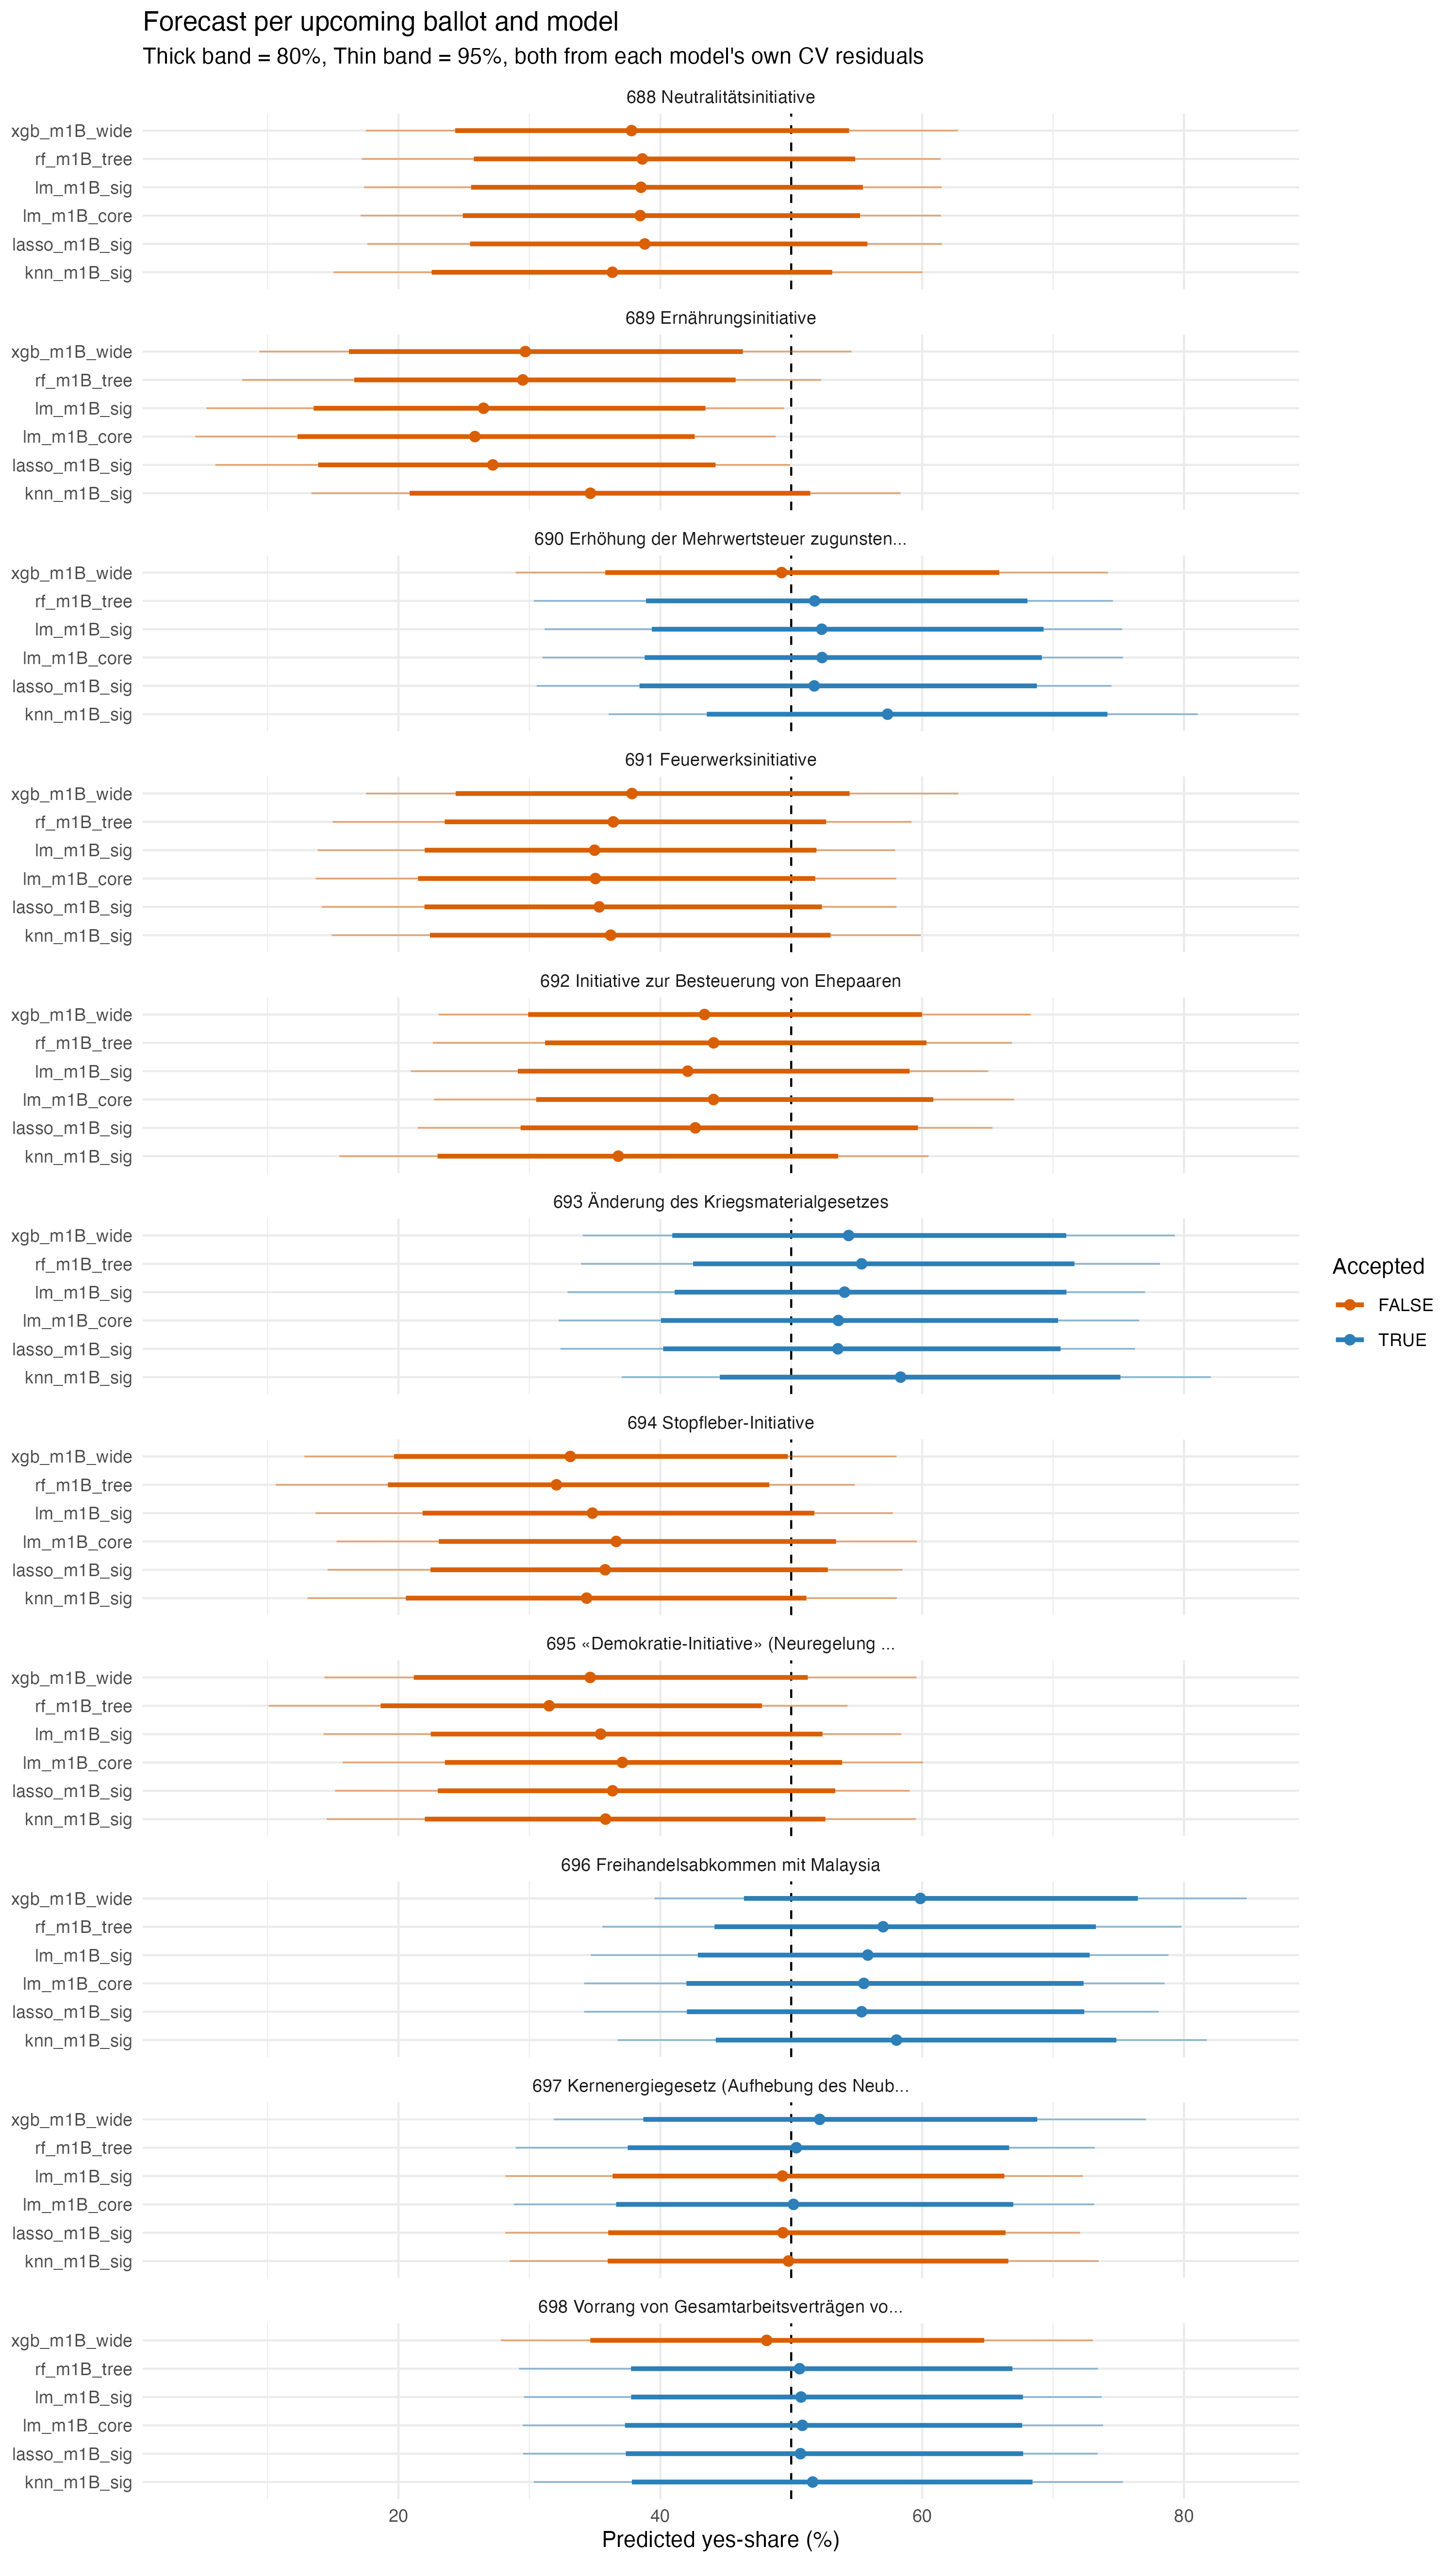 Forecast per upcoming ballot and model
Thick band = 80%, Thin band = 95%, both from each model's own CV residuals
688 Neutralitätsinitiative
xgb_m1B_wide
rf_m1B_tree
lm_m1B_sig
lm_m1B_core
lasso_m1B_sig
knn_m1B_sig
689 Ernährungsinitiative
xgb_m1B_wide
rf_m1B_tree
lm_m1B_sig
lm_m1B_core
lasso_m1B_sig
knn_m1B_sig
690 Erhöhung der Mehrwertsteuer zugunsten...
xgb_m1B_wide
rf_m1B_tree
lm_m1B_sig
lm_m1B_core
lasso_m1B_sig
knn_m1B_sig
691 Feuerwerksinitiative
xgb_m1B_wide
rf_m1B_tree
lm_m1B_sig
lm_m1B_core
lasso_m1B_sig
knn_m1B_sig
692 Initiative zur Besteuerung von Ehepaaren
xgb_m1B_wide
rf_m1B_tree
lm_m1B_sig
lm_m1B_core
lasso_m1B_sig
knn_m1B_sig
693 Änderung des Kriegsmaterialgesetzes
xgb_m1B_wide
rf_m1B_tree
lm_m1B_sig
lm_m1B_core
lasso_m1B_sig
knn_m1B_sig
Accepted
FALSE
TRUE
694 Stopfleber-Initiative
xgb_m1B_wide
rf_m1B_tree
lm_m1B_sig
lm_m1B_core
lasso_m1B_sig
knn_m1B_sig
695 «Demokratie-Initiative» (Neuregelung ...
xgb_m1B_wide
rf_m1B_tree
lm_m1B_sig
lm_m1B_core
lasso_m1B_sig
knn_m1B_sig
696 Freihandelsabkommen mit Malaysia
xgb_m1B_wide
rf_m1B_tree
lm_m1B_sig
lm_m1B_core
lasso_m1B_sig
knn_m1B_sig
697 Kernenergiegesetz (Aufhebung des Neub...
xgb_m1B_wide
rf_m1B_tree
lm_m1B_sig
lm_m1B_core
lasso_m1B_sig
knn_m1B_sig
698 Vorrang von Gesamtarbeitsverträgen vo...
xgb_m1B_wide
rf_m1B_tree
lm_m1B_sig
lm_m1B_core
lasso_m1B_sig
knn_m1B_sig
20 40 60 80
Predicted yes-share (%)